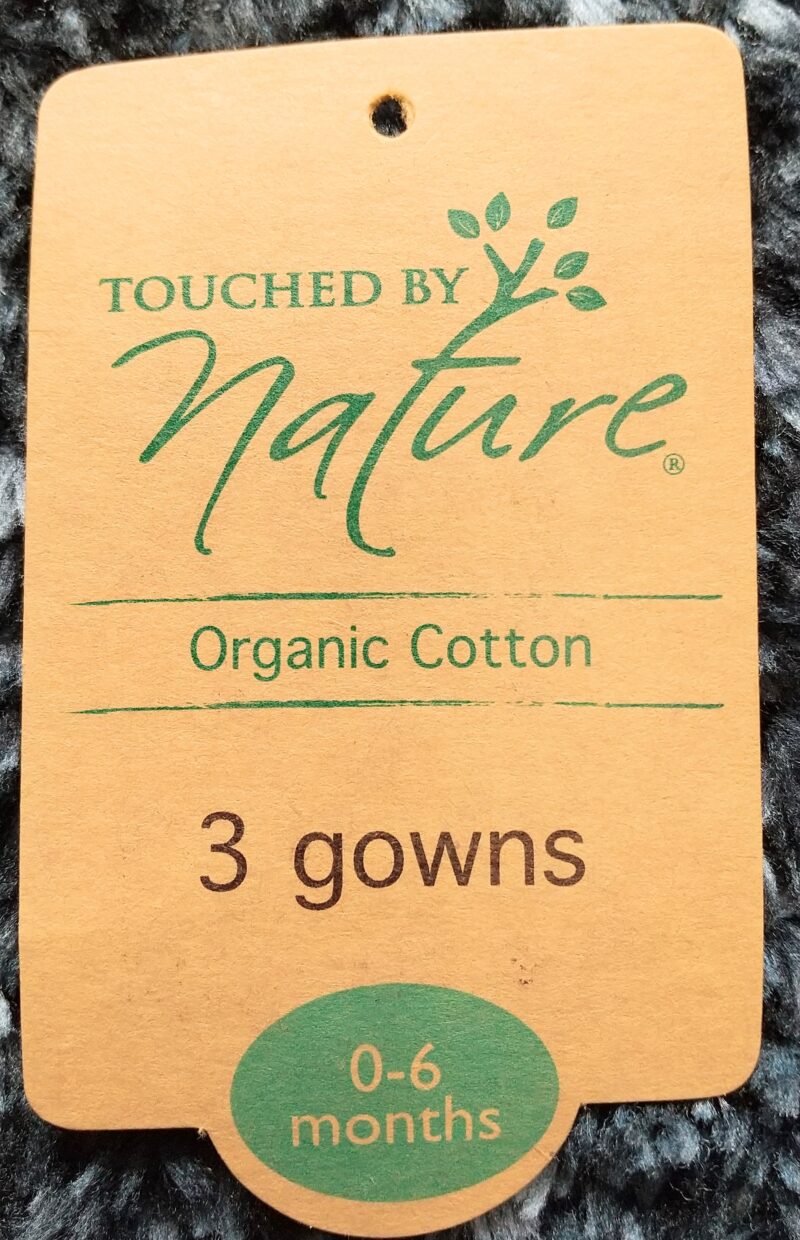 TOUCHED BY
Nature®
Organic Cotton
3 gowns
0-6
months